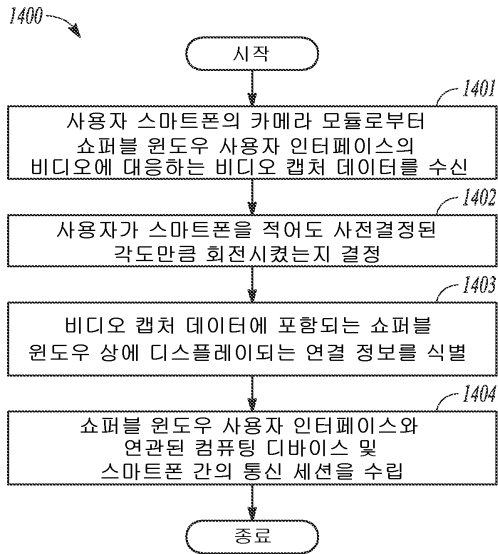 1400
시작
1401
사용자 스마트폰의 카메라 모듈로부터
쇼퍼블 윈도우 사용자 인터페이스의
비디오에 대응하는 비디오 캡처 데이터를 수신
1402
사용자가 스마트폰을 적어도 사전결정된
각도만큼 회전시켰는지 결정
1403
비디오 캡처 데이터에 포함되는 쇼퍼블
윈도우 상에 디스플레이되는 연결 정보를 식별
1404
쇼퍼블 윈도우 사용자 인터페이스와
연관된 컴퓨팅 디바이스 및
스마트폰 간의 통신 세션을 수립
종료